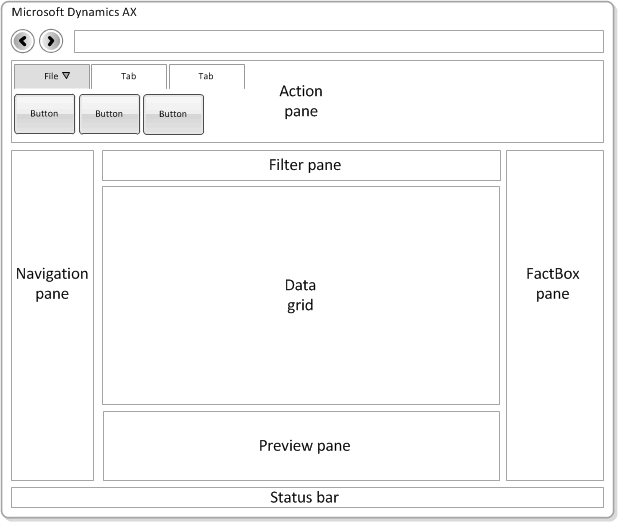 Microsoft Dynamics AX
File
Tab
Tab
Button
Button
Button
Action
pane
Filter pane
Navigation
pane
Data
grid
FactBox
pane
Preview pane
Status bar